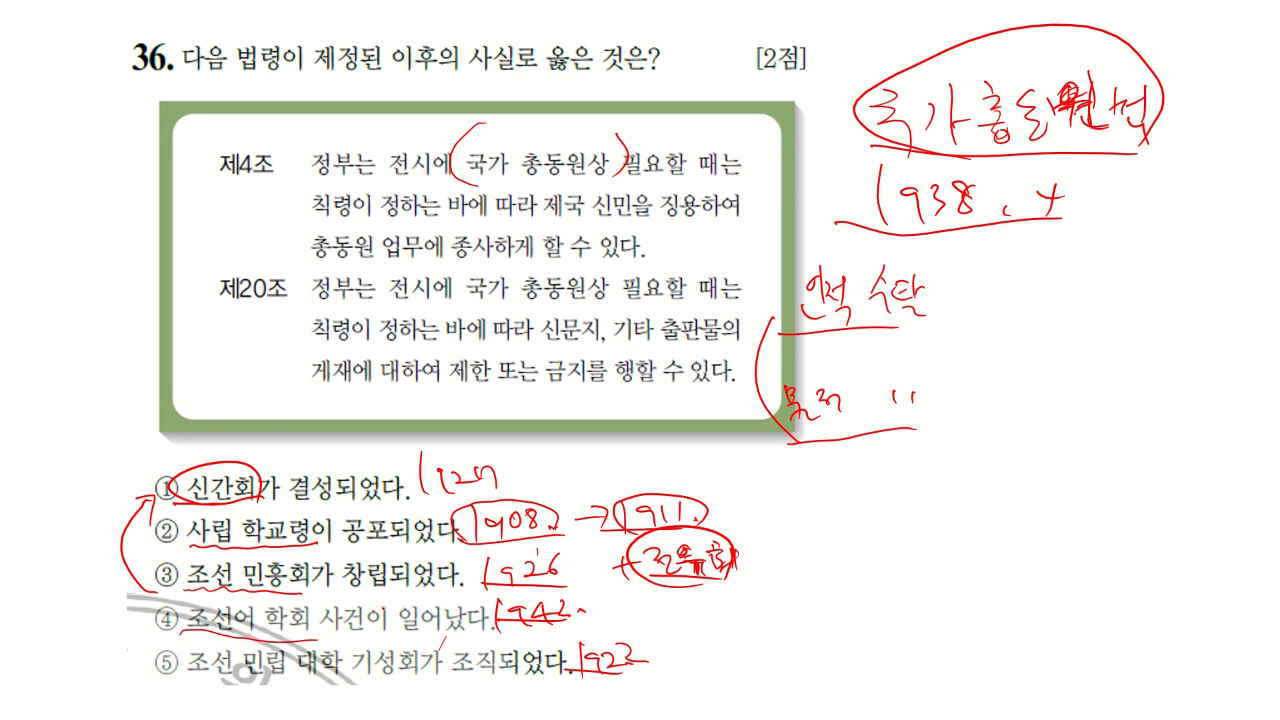 36. 다음 법령이 제정된 이후의 사실로 옳은 것은? [2점]
국가총동원법
1938. 4
제4조 정부는 전시에 국가 총동원상 필요할 때는
칙령이 정하는 바에 따라 제국 신민을 징용하여
총동원 업무에 종사하게 할 수 있다.
제20조 정부는 전시에 국가 총동원상 필요할 때는
칙령이 정하는 바에 따라 신문지, 기타 출판물의
게재에 대하여 제한 또는 금지를 행할 수 있다.
인적 수탈
물적 〃
① 신간회가 결성되었다. 1927
② 사립 학교령이 공포되었다. 1908. → 1911.
③ 조선 민흥회가 창립되었다. 1926
④ 조선어 학회 사건이 일어났다. 1942.
⑤ 조선 민립 대학 기성회가 조직되었다. 1922